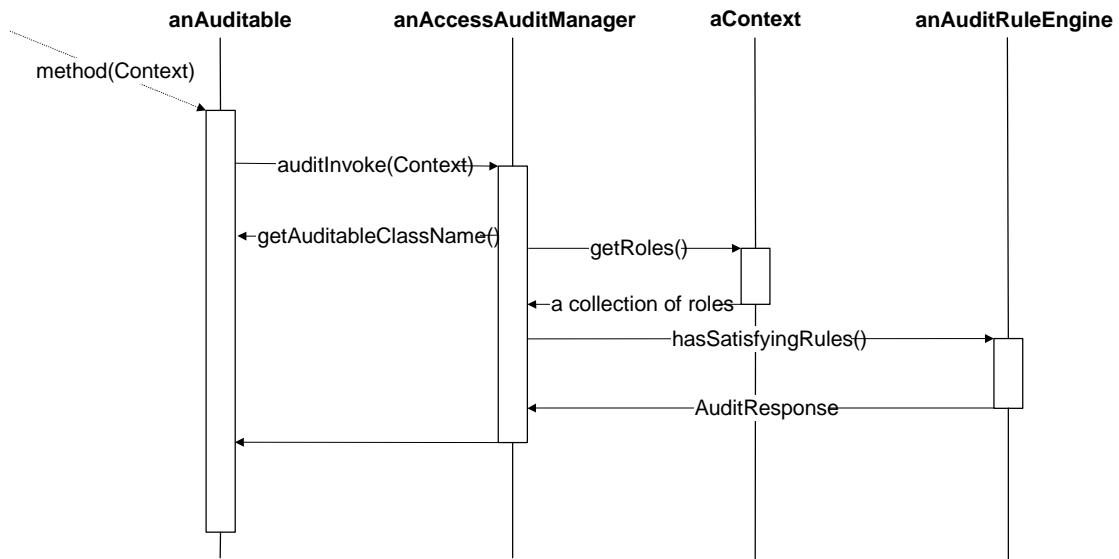 anAuditable
anAccessAuditManager
aContext
anAuditRuleEngine
method(Context)
auditInvoke(Context)
getAuditableClassName()
getRoles()
a collection of roles
hasSatisfyingRules()
AuditResponse